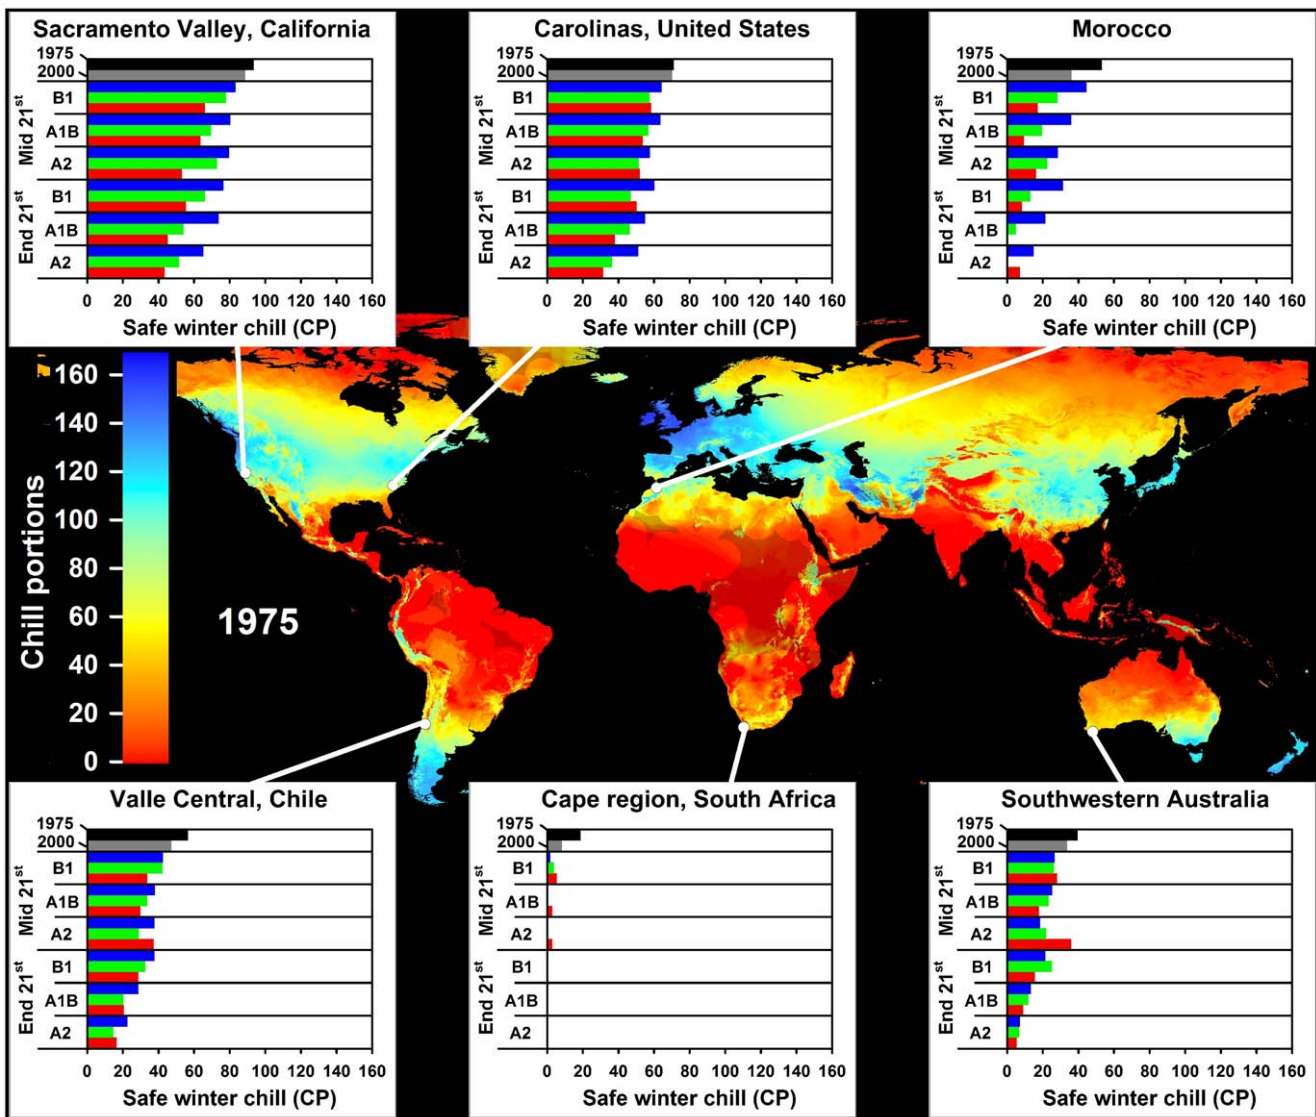 Sacramento Valley, California
1975
2000
Mid 21st
B1
A1B
A2
End 21st
B1
A1B
A2
0 20 40 60 80 100 120 140 160
Safe winter chill (CP)
Carolinas, United States
1975
2000
Mid 21st
B1
A1B
A2
End 21st
B1
A1B
A2
0 20 40 60 80 100 120 140 160
Safe winter chill (CP)
Morocco
1975
2000
Mid 21st
B1
A1B
A2
End 21st
B1
A1B
A2
0 20 40 60 80 100 120 140 160
Safe winter chill (CP)
Chill portions
160
140
120
100
80
60
40
20
0
1975
Valle Central, Chile
1975
2000
Mid 21st
B1
A1B
A2
End 21st
B1
A1B
A2
0 20 40 60 80 100 120 140 160
Safe winter chill (CP)
Cape region, South Africa
1975
2000
Mid 21st
B1
A1B
A2
End 21st
B1
A1B
A2
0 20 40 60 80 100 120 140 160
Safe winter chill (CP)
Southwestern Australia
1975
2000
Mid 21st
B1
A1B
A2
End 21st
B1
A1B
A2
0 20 40 60 80 100 120 140 160
Safe winter chill (CP)